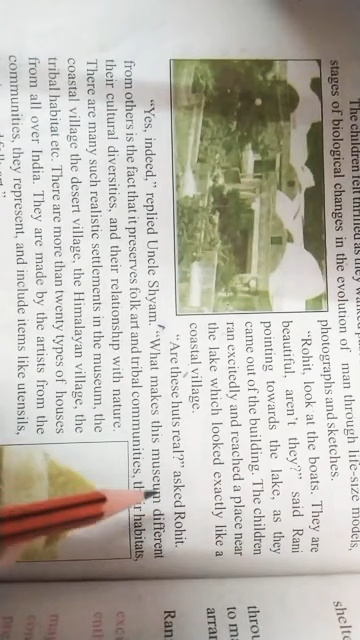 The children
stages of biological changes in the evolution of man through life-size models,
photographs and sketches.
"Rohit, look at the boats. They are
beautiful, aren't they?" said Rani
pointing towards the lake, as they
came out of the building. The children
ran excitedly and reached a place near
the lake which looked exactly like a
coastal village.
"Are these huts real?" asked Rohit.
"Yes, indeed," replied Uncle Shyam. "What makes this museum different
from others is the fact that it preserves folk art and tribal communities, their habitats,
their cultural diversities, and their relationship with nature.
There are many such realistic settlements in the museum, the
coastal village the desert village, the Himalayan village, the
tribal habitat etc. There are more than twenty types of houses
from all over India. They are made by the artists from the
communities, they represent, and include items like utensils,
Ran